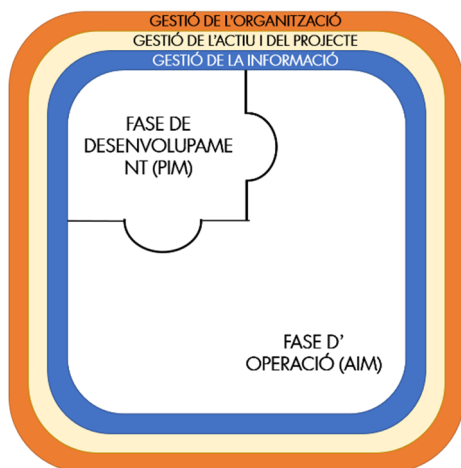 GESTIÓ DE L'ORGANITZACIÓ
GESTIÓ DE L'ACTIU I DEL PROJECTE
GESTIÓ DE LA INFORMACIÓ
FASE DE
DESENVOLUPAME
NT (PIM)
FASE D'
OPERACIÓ (AIM)